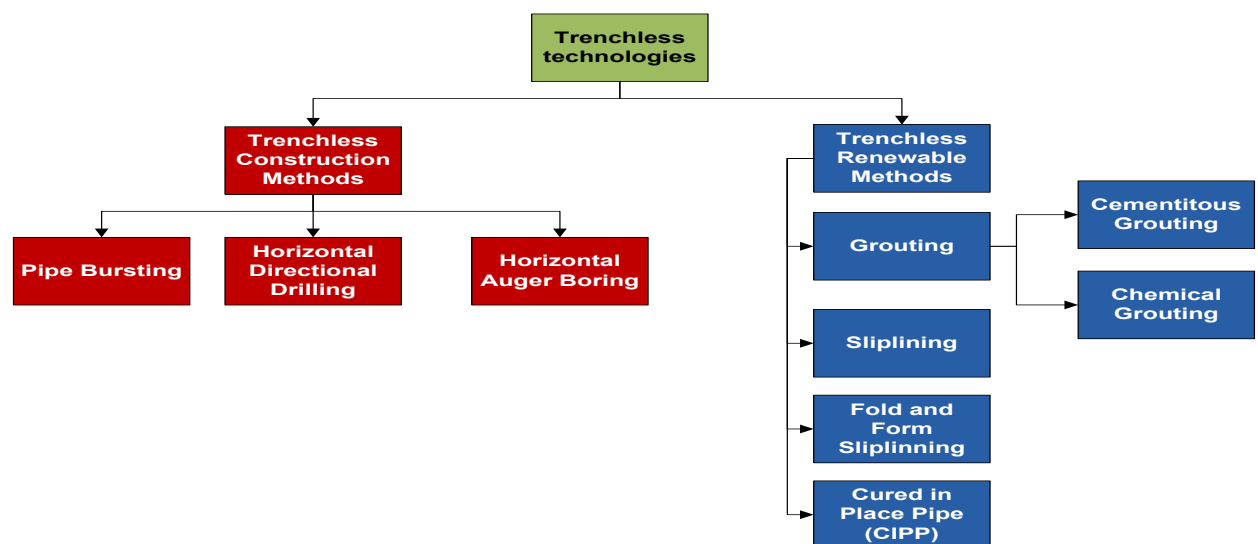 Trenchless
technologies
Trenchless
Construction
Methods
Trenchless
Renewable
Methods
Pipe Bursting
Horizontal
Directional
Drilling
Horizontal
Auger Boring
Grouting
Cementitous
Grouting
Chemical
Grouting
Sliplining
Fold and
Form
Sliplinning
Cured in
Place Pipe
(CIPP)